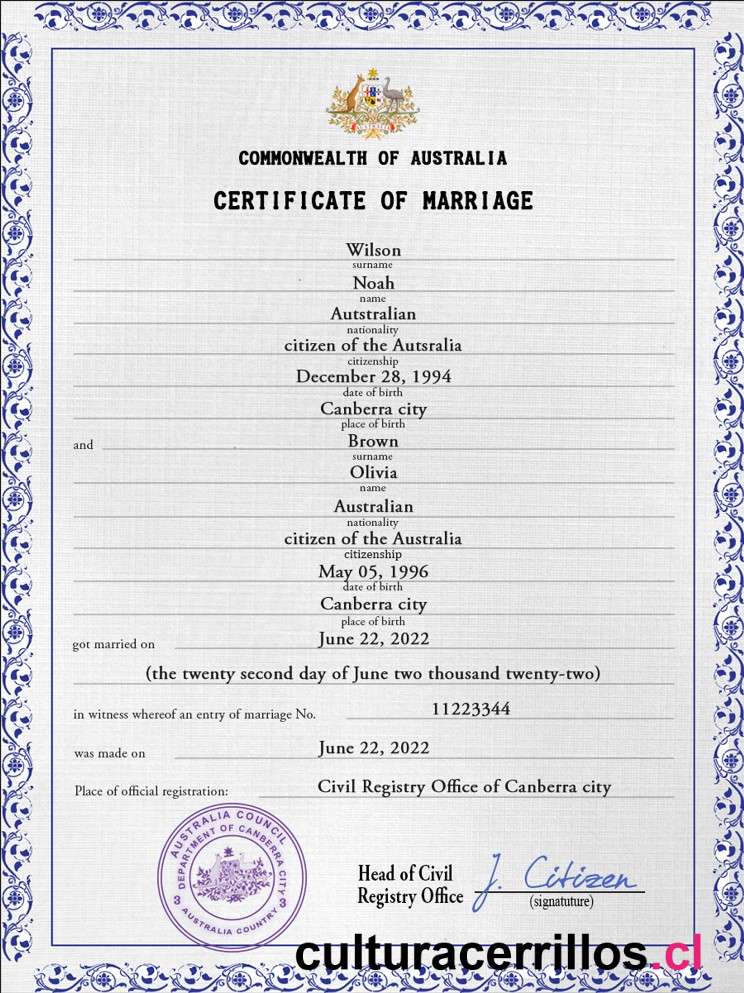 COMMONWEALTH OF AUSTRALIA
CERTIFICATE OF MARRIAGE
Wilson
surname
Noah
name
Autstralian
nationality
citizen of the Autsralia
citizenship
December 28, 1994
date of birth
Canberra city
place of birth
and Brown
surname
Olivia
name
Australian
nationality
citizen of the Australia
citizenship
May 05, 1996
date of birth
Canberra city
place of birth
got married on June 22, 2022
(the twenty second day of June two thousand twenty-two)
in witness whereof an entry of marriage No. 11223344
was made on June 22, 2022
Place of official registration: Civil Registry Office of Canberra city
AUSTRALIA COUNCIL
DEPARTMENT OF CANBERRA CITY
3 3
AUSTRALIA COUNTRY
Head of Civil
Registry Office
J. Citizen
(signatuture)
culturacerrillos.cl